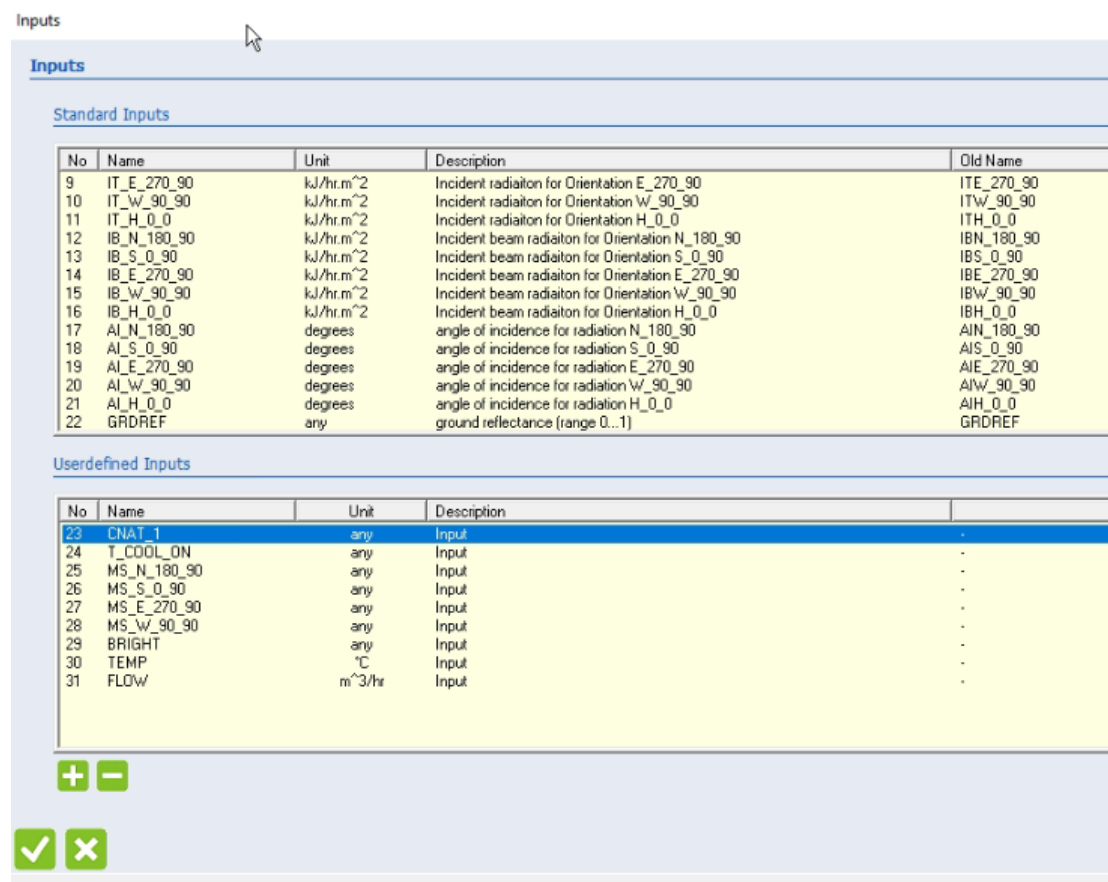 Inputs
Inputs
Standard Inputs
No Name Unit Description Old Name
9 IT_E_270_90 kJ/hr.m^2 Incident radiaiton for Orientation E_270_90 ITE_270_90
10 IT_W_90_90 kJ/hr.m^2 Incident radiaiton for Orientation W_90_90 ITW_90_90
11 IT_H_0_0 kJ/hr.m^2 Incident radiaiton for Orientation H_0_0 ITH_0_0
12 IB_N_180_90 kJ/hr.m^2 Incident beam radiaiton for Orientation N_180_90 IBN_180_90
13 IB_S_0_90 kJ/hr.m^2 Incident beam radiaiton for Orientation S_0_90 IBS_0_90
14 IB_E_270_90 kJ/hr.m^2 Incident beam radiaiton for Orientation E_270_90 IBE_270_90
15 IB_W_90_90 kJ/hr.m^2 Incident beam radiaiton for Orientation W_90_90 IBW_90_90
16 IB_H_0_0 kJ/hr.m^2 Incident beam radiaiton for Orientation H_0_0 IBH_0_0
17 AI_N_180_90 degrees angle of incidence for radiation N_180_90 AIN_180_90
18 AI_S_0_90 degrees angle of incidence for radiation S_0_90 AIS_0_90
19 AI_E_270_90 degrees angle of incidence for radiation E_270_90 AIE_270_90
20 AI_W_90_90 degrees angle of incidence for radiation W_90_90 AIW_90_90
21 AI_H_0_0 degrees angle of incidence for radiation H_0_0 AIH_0_0
22 GRDREF any ground reflectance (range 0...1) GRDREF
Userdefined Inputs
No Name Unit Description
23 CNAT_1 any Input -
24 T_COOL_ON any Input -
25 MS_N_180_90 any Input -
26 MS_S_0_90 any Input -
27 MS_E_270_90 any Input -
28 MS_W_90_90 any Input -
29 BRIGHT any Input -
30 TEMP °C Input -
31 FLOW m^3/hr Input -